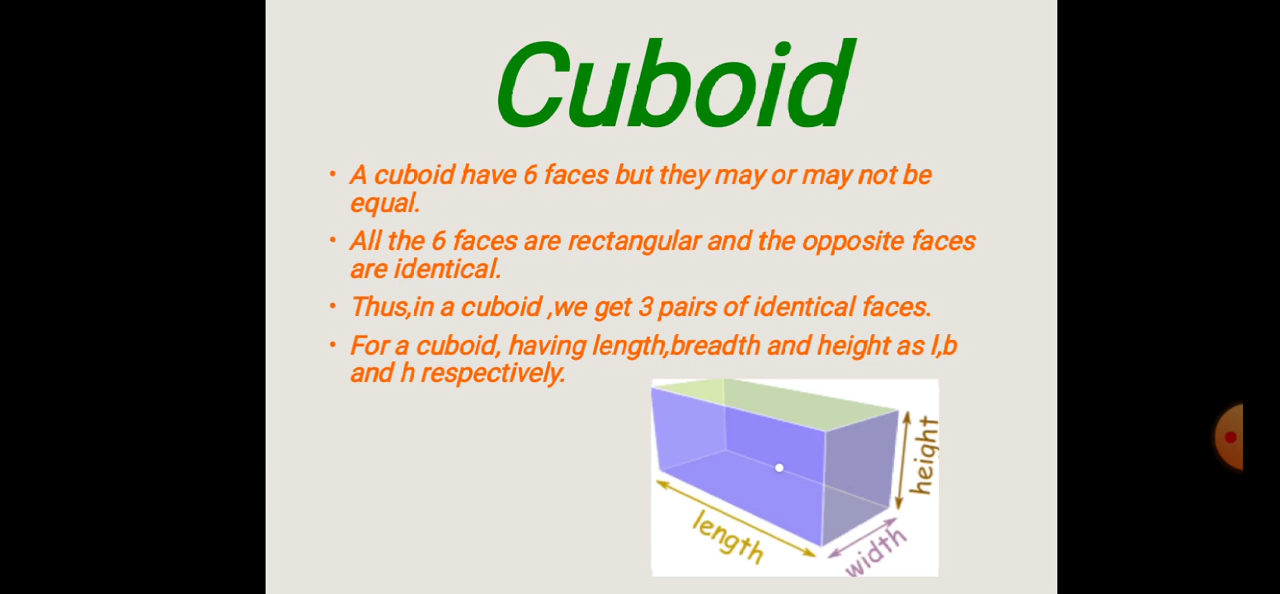 Cuboid
• A cuboid have 6 faces but they may or may not be
equal.
• All the 6 faces are rectangular and the opposite faces
are identical.
• Thus,in a cuboid ,we get 3 pairs of identical faces.
• For a cuboid, having length,breadth and height as l,b
and h respectively.
height
length
width